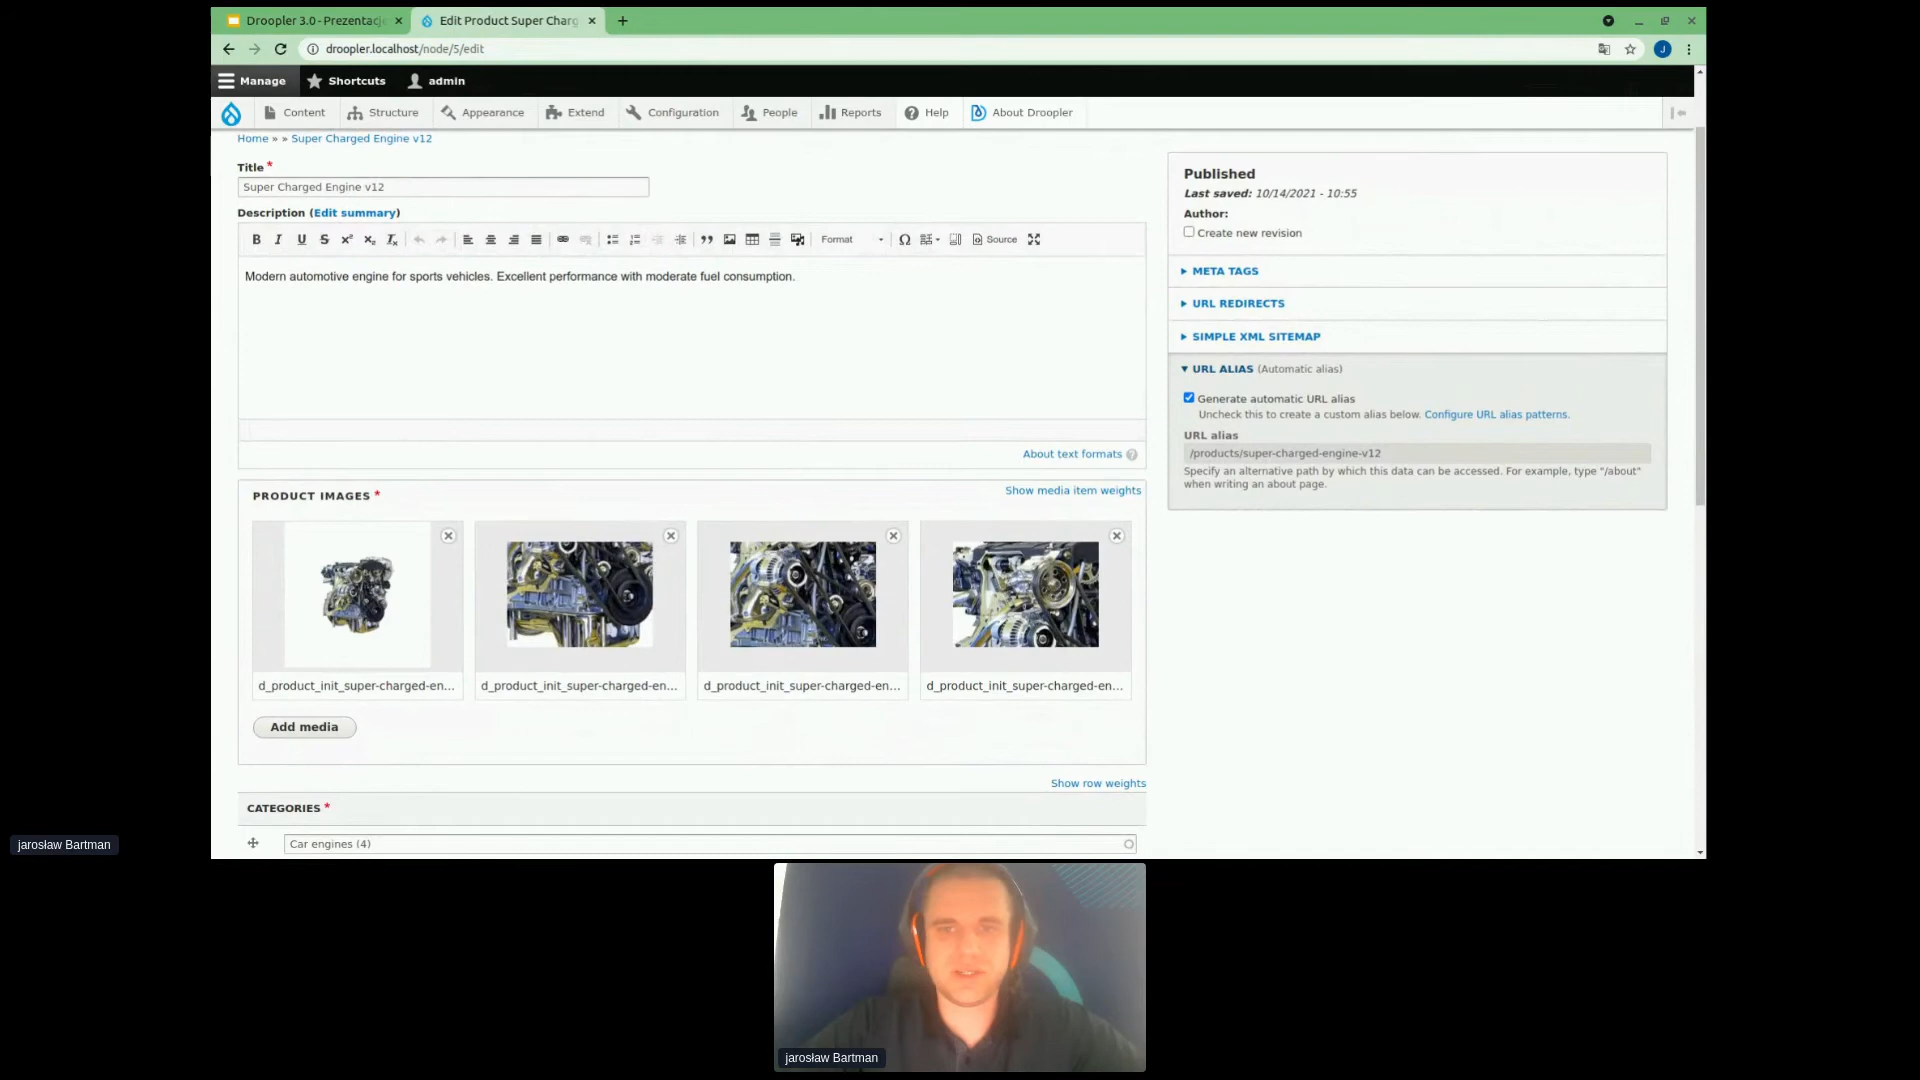 Droopler 3.0 - Prezentacje
Edit Product Super Charg
droopler.localhost/node/5/edit
J
Manage
Shortcuts
admin
Content
Structure
Appearance
Extend
Configuration
People
Reports
Help
About Droopler
Home » » Super Charged Engine v12
Title *
Super Charged Engine v12
Description (Edit summary)
Format
Source
Modern automotive engine for sports vehicles. Excellent performance with moderate fuel consumption.
About text formats
PRODUCT IMAGES *
Show media item weights
d_product_init_super-charged-en...
d_product_init_super-charged-en...
d_product_init_super-charged-en...
d_product_init_super-charged-en...
Add media
Show row weights
CATEGORIES *
Car engines (4)
Published
Last saved: 10/14/2021 - 10:55
Author:
Create new revision
META TAGS
URL REDIRECTS
SIMPLE XML SITEMAP
URL ALIAS (Automatic alias)
Generate automatic URL alias
Uncheck this to create a custom alias below. Configure URL alias patterns.
URL alias
/products/super-charged-engine-v12
Specify an alternative path by which this data can be accessed. For example, type "/about"
when writing an about page.
jarosław Bartman
jarosław Bartman